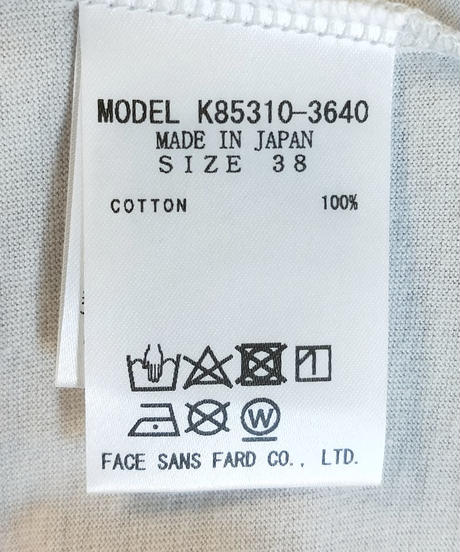 MODEL K85310-3640
MADE IN JAPAN
SIZE 38
COTTON 100%
W
FACE SANS FARD CO., LTD.